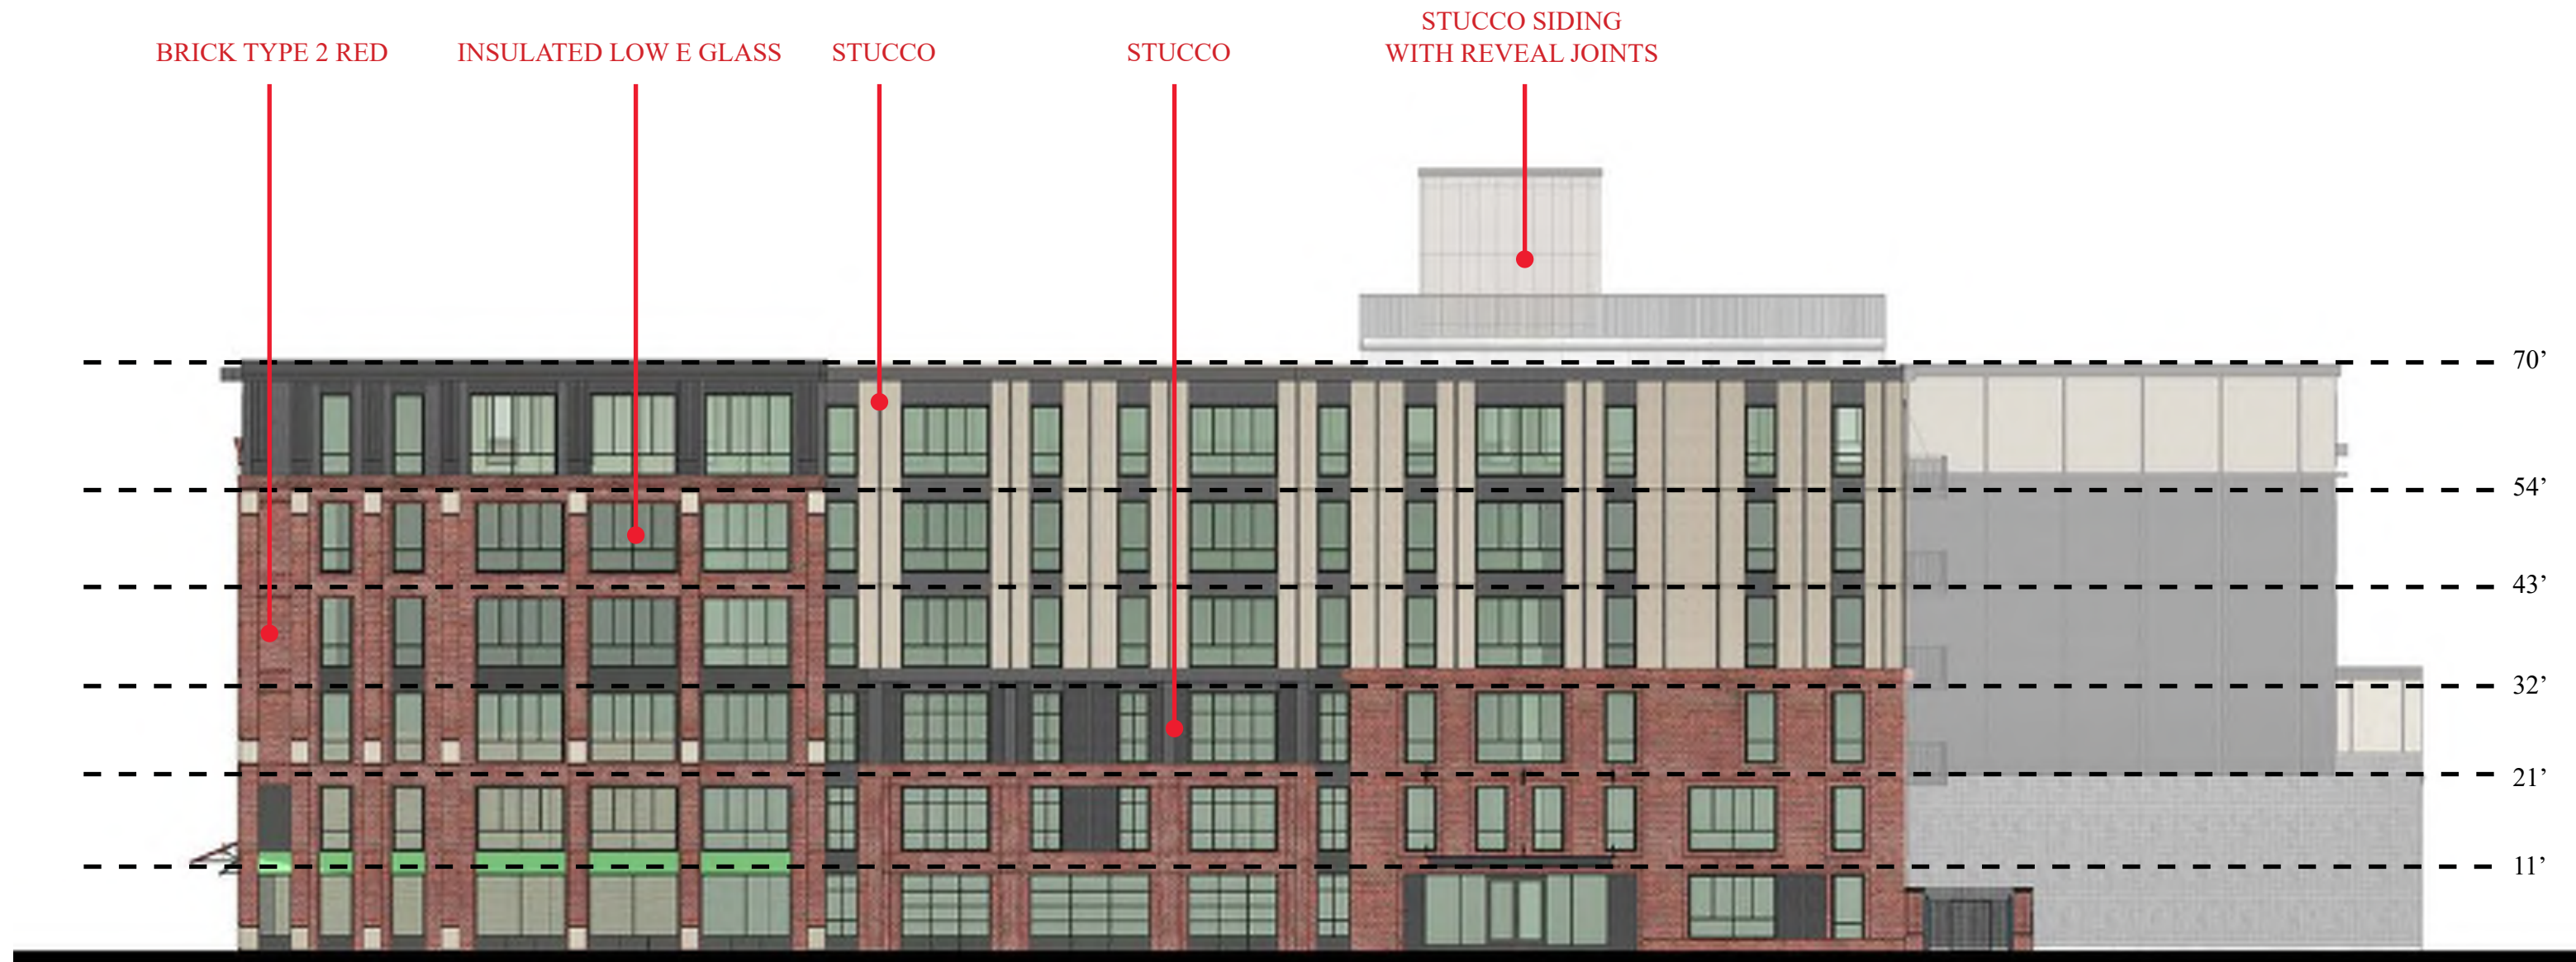 STUCCO SIDING
WITH REVEAL JOINTS
BRICK TYPE 2 RED
INSULATED LOW E GLASS
STUCCO
STUCCO
70’
54’
43’
32’
21’
11’